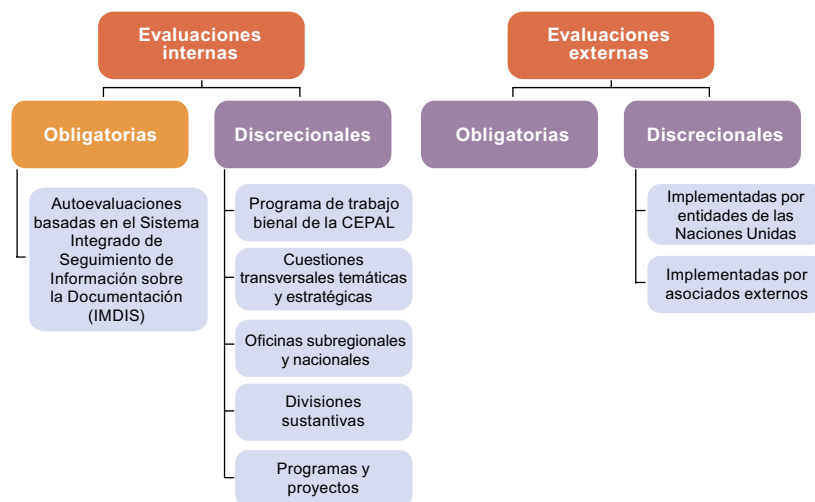 Evaluaciones
internas
Evaluaciones
externas
Obligatorias
Discrecionales
Obligatorias
Discrecionales
Autoevaluaciones
basadas en el Sistema
Integrado de
Seguimiento de
Información sobre
la Documentación
(IMDIS)
Programa de trabajo
bienal de la CEPAL
Cuestiones
transversales temáticas
y estratégicas
Oficinas subregionales
y nacionales
Divisiones
sustantivas
Programas y
proyectos
Implementadas por
entidades de las
Naciones Unidas
Implementadas por
asociados externos